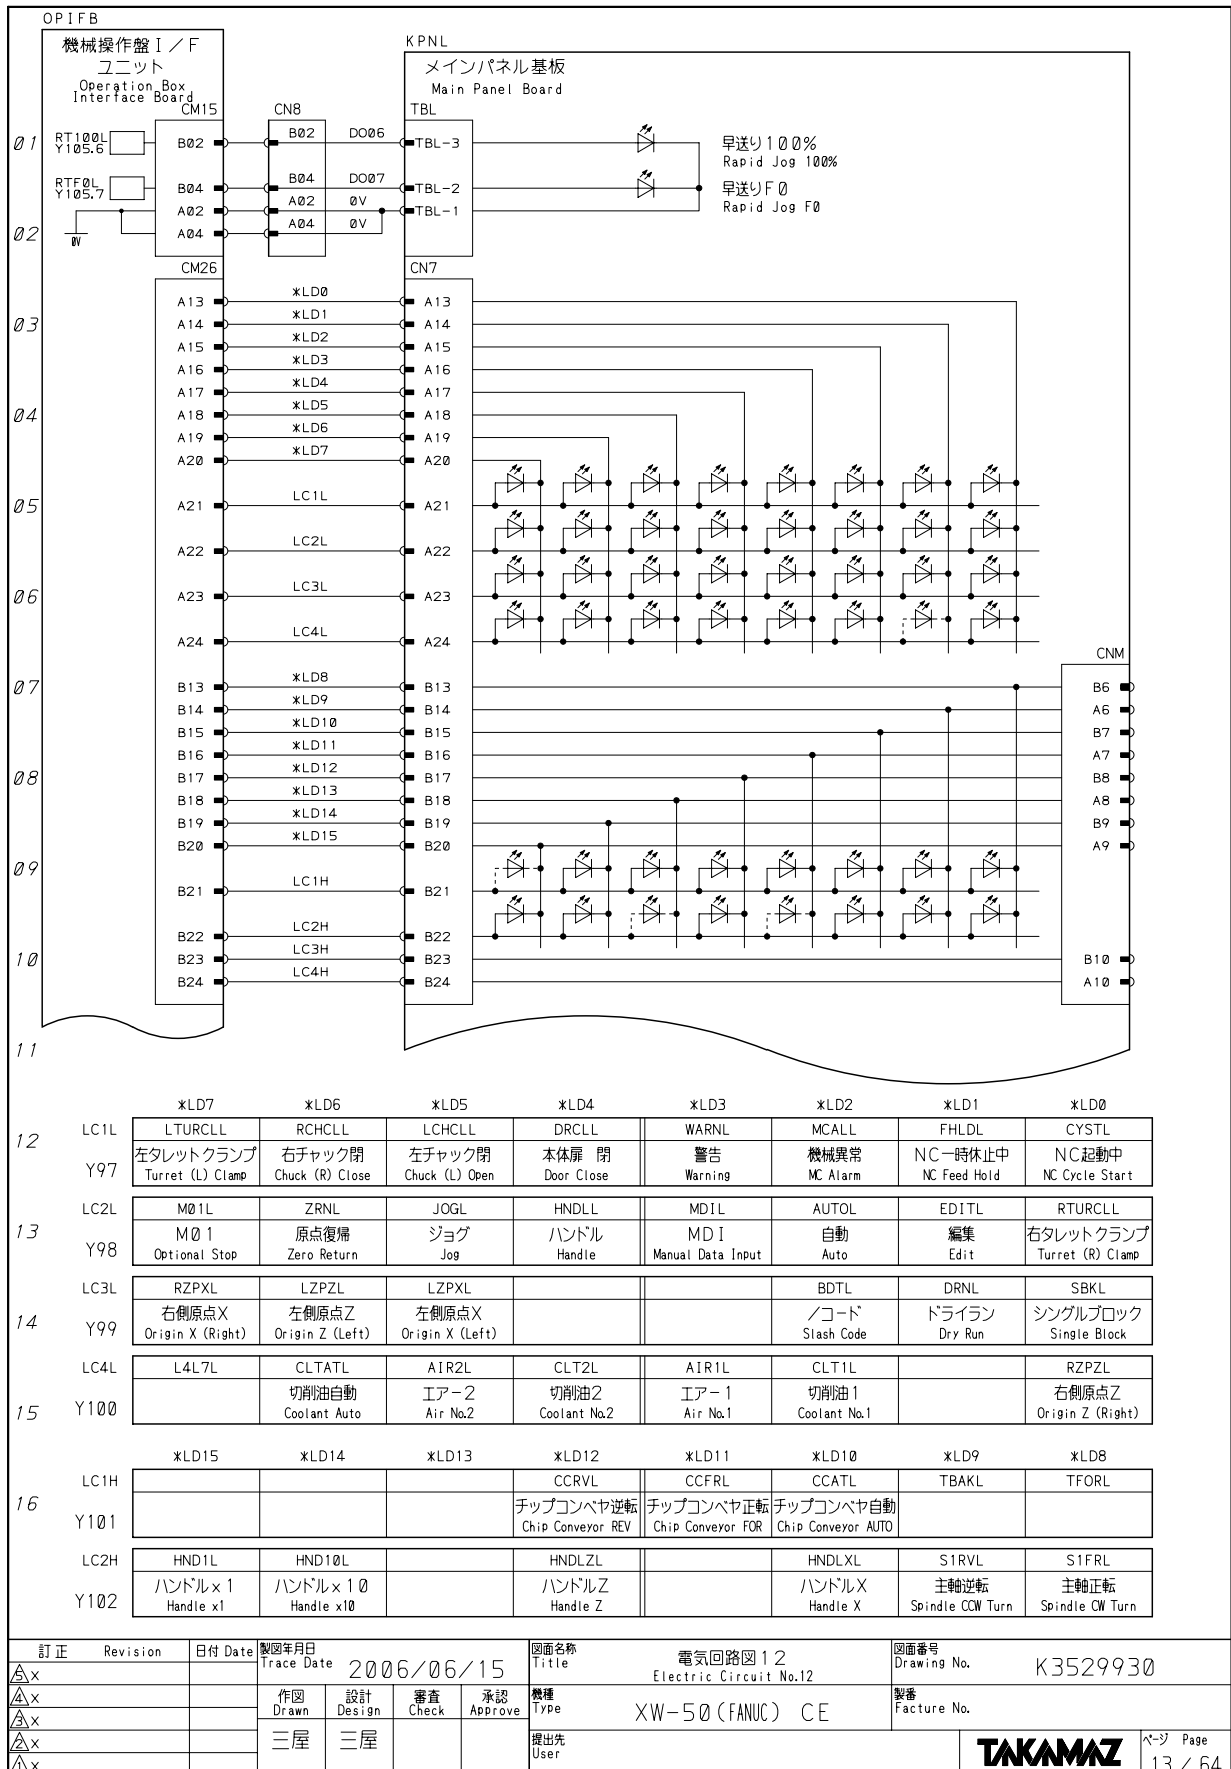 OPIFB
機械操作盤I／F
ユニット
Operation Box
Interface Board
KPNL
メインパネル基板
Main Panel Board
CM15
CN8
TBL
01
RT100L
Y105.6
B02
B02
DO06
TBL-3
早送り100%
Rapid Jog 100%
RTF0L
Y105.7
B04
B04
DO07
TBL-2
早送りF0
Rapid Jog F0
A02
A02
0V
TBL-1
02
0V
A04
A04
0V
CM26
CN7
A13 *LD0 A13
03
A14 *LD1 A14
A15 *LD2 A15
A16 *LD3 A16
A17 *LD4 A17
04
A18 *LD5 A18
A19 *LD6 A19
A20 *LD7 A20
05
A21 LC1L A21
A22 LC2L A22
06
A23 LC3L A23
A24 LC4L A24
CNM
07
B13 *LD8 B13 B6
B14 *LD9 B14 A6
B15 *LD10 B15 B7
B16 *LD11 B16 A7
08
B17 *LD12 B17 B8
B18 *LD13 B18 A8
B19 *LD14 B19 B9
B20 *LD15 B20 A9
09
B21 LC1H B21
B22 LC2H B22
10
B23 LC3H B23 B10
B24 LC4H B24 A10
11
*LD7 *LD6 *LD5 *LD4 *LD3 *LD2 *LD1 *LD0
12
LC1L LTURCLL RCHCLL LCHCLL DRCLL WARNL MCALL FHLDL CYSTL
Y97 左タレットクランプ 右チャック閉 左チャック閉 本体扉 閉 警告 機械異常 NC一時休止中 NC起動中
Turret (L) Clamp Chuck (R) Close Chuck (L) Open Door Close Warning MC Alarm NC Feed Hold NC Cycle Start
13
LC2L M01L ZRNL JOGL HNDLL MDIL AUTOL EDITL RTURCLL
Y98 M01 原点復帰 ジョグ ハンドル MDI 自動 編集 右タレットクランプ
Optional Stop Zero Return Jog Handle Manual Data Input Auto Edit Turret (R) Clamp
14
LC3L RZPXL LZPZL LZPXL BDTL DRNL SBKL
Y99 右側原点X 左側原点Z 左側原点X ／コード ドライラン シングルブロック
Origin X (Right) Origin Z (Left) Origin X (Left) Slash Code Dry Run Single Block
15
LC4L L4L7L CLTATL AIR2L CLT2L AIR1L CLT1L RZPZL
Y100 切削油自動 エアー2 切削油2 エアー1 切削油1 右側原点Z
Coolant Auto Air No.2 Coolant No.2 Air No.1 Coolant No.1 Origin Z (Right)
*LD15 *LD14 *LD13 *LD12 *LD11 *LD10 *LD9 *LD8
16
LC1H CCRVL CCFRL CCATL TBAKL TFORL
Y101 チップコンベヤ逆転 チップコンベヤ正転 チップコンベヤ自動
Chip Conveyor REV Chip Conveyor FOR Chip Conveyor AUTO
LC2H HND1L HND10L HNDLZL HNDLXL S1RVL S1FRL
Y102 ハンドルx1 ハンドルx10 ハンドルZ ハンドルX 主軸逆転 主軸正転
Handle x1 Handle x10 Handle Z Handle X Spindle CCW Turn Spindle CW Turn
訂正 Revision 日付 Date
5 x
4 x
3 x
2 x
1 x
製図年月日
Trace Date 2006/06/15
作図 設計 審査 承認
Drawn Design Check Approve
三屋 三屋
図面名称
Title
電気回路図12
Electric Circuit No.12
機種
Type XW-50(FANUC) CE
提出先
User
図面番号
Drawing No. K3529930
製番
Facture No.
TAKAMAZ
ページ Page
13 / 64